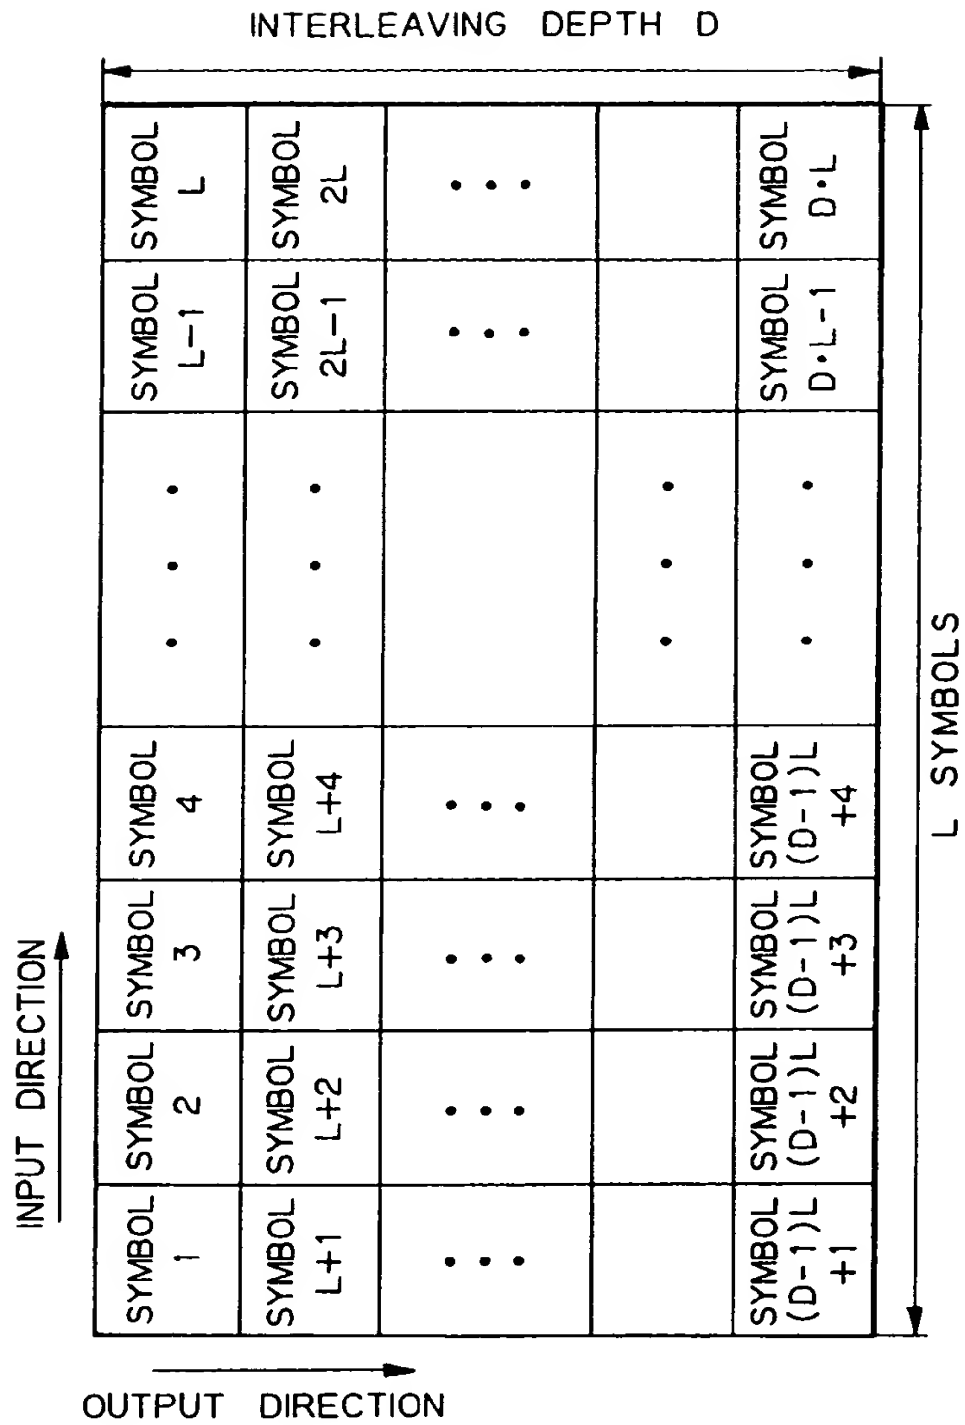 INTERLEAVING DEPTH D
SYMBOL
L
SYMBOL
2L
SYMBOL
D•L
SYMBOL
L−1
SYMBOL
2L−1
SYMBOL
D•L−1
SYMBOL
4
SYMBOL
L+4
SYMBOL
(D−1)L
+4
SYMBOL
3
SYMBOL
L+3
SYMBOL
(D−1)L
+3
SYMBOL
2
SYMBOL
L+2
SYMBOL
(D−1)L
+2
SYMBOL
1
SYMBOL
L+1
SYMBOL
(D−1)L
+1
L SYMBOLS
INPUT DIRECTION
OUTPUT DIRECTION